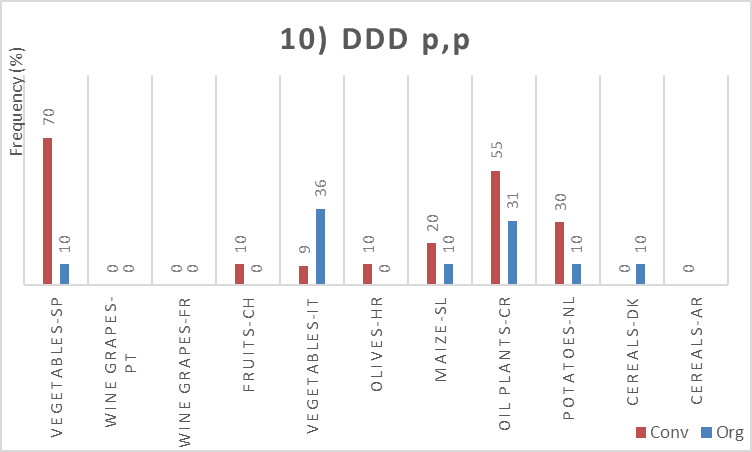 10) DDD p,p
Frequency (%)
70
10
0
0
0
0
10
0
9
36
10
0
20
10
55
31
30
10
0
10
0
VEGETABLES-SP
WINE GRAPES-
PT
WINE GRAPES-FR
FRUITS-CH
VEGETABLES-IT
OLIVES-HR
MAIZE-SL
OIL PLANTS-CR
POTATOES-NL
CEREALS-DK
CEREALS-AR
Conv
Org